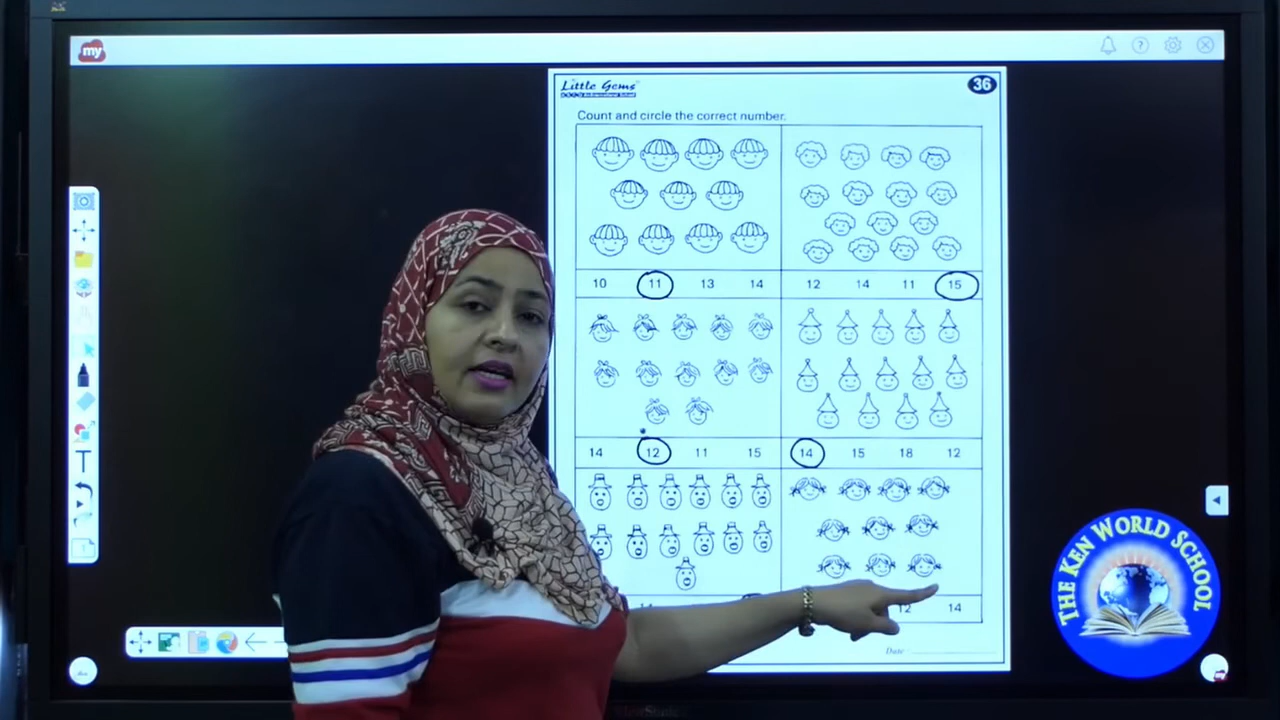 my
Little Gems
36
Count and circle the correct number.
10 11 13 14
12 14 11 15
14 12 11 15
14 15 18 12
12 14
Date
THE KEN WORLD SCHOOL